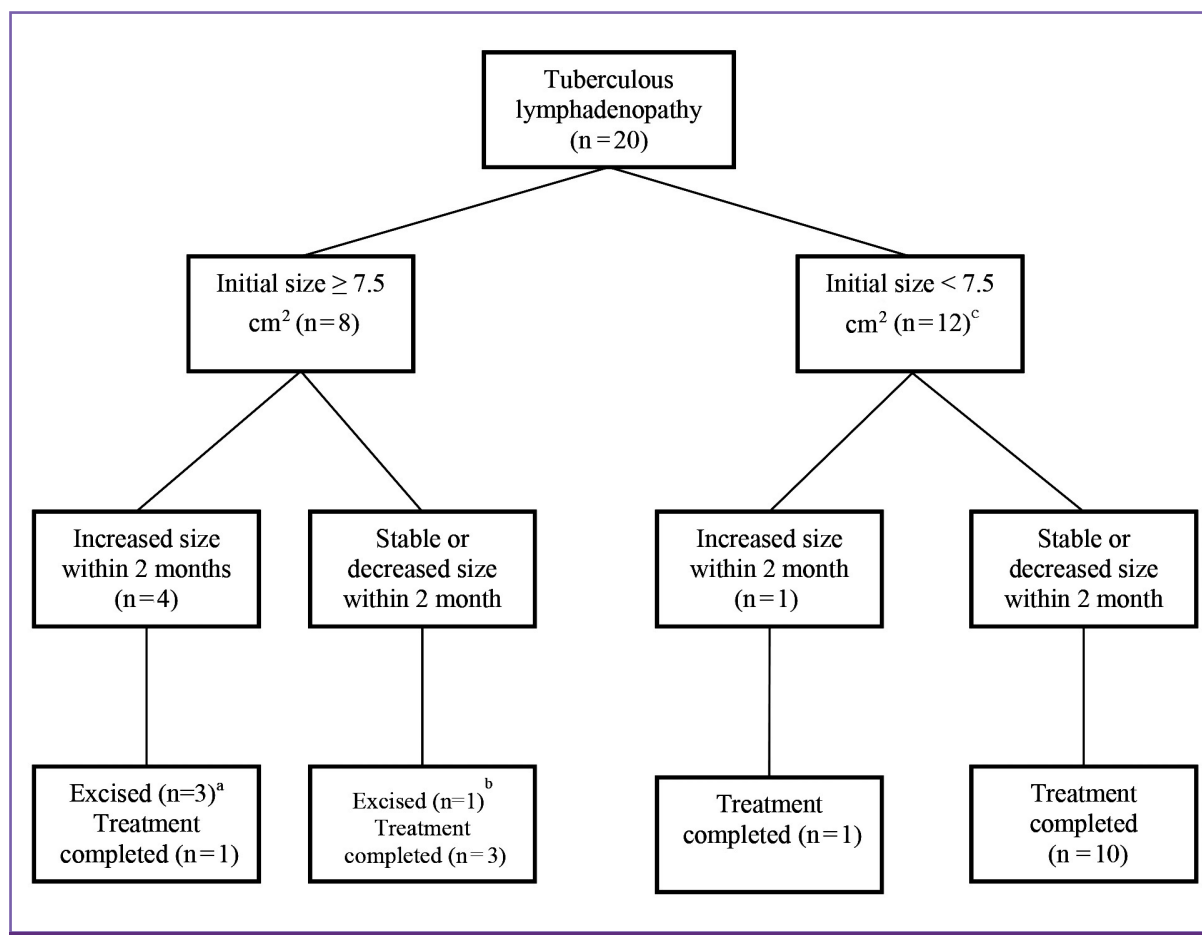 Tuberculous
lymphadenopathy
(n=20)
Initial size ≥ 7.5
cm² (n=8)
Initial size < 7.5
cm² (n=12)ᶜ
Increased size
within 2 months
(n=4)
Stable or
decreased size
within 2 month
Increased size
within 2 month
(n=1)
Stable or
decreased size
within 2 month
Excised (n=3)ᵃ
Treatment
completed (n=1)
Excised (n=1)ᵇ
Treatment
completed (n=3)
Treatment
completed (n=1)
Treatment
completed
(n=10)